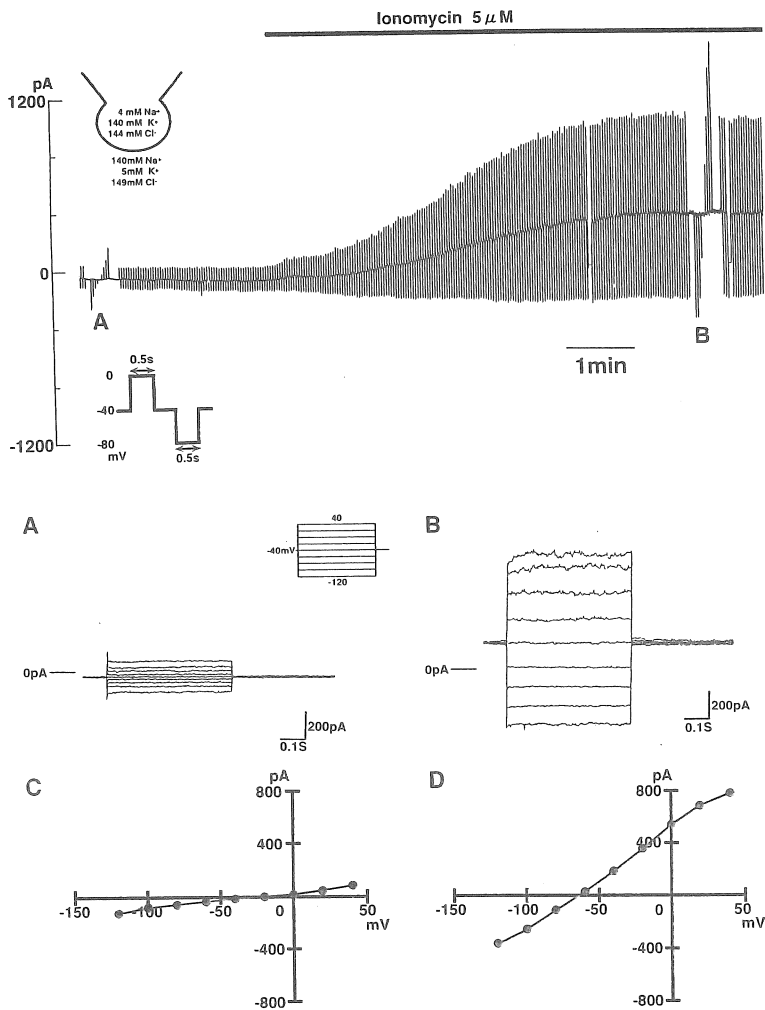 Ionomycin 5 μM
pA
1200
0
-1200
4 mM Na+
140 mM K+
144 mM Cl-
140mM Na+
5mM K+
149mM Cl-
A
B
1min
0.5s
0
-40
-80
mV
0.5s
A
40
-40mV
-120
0pA
200pA
0.1S
B
0pA
200pA
0.1S
C
pA
800
400
-150
-100
-50
0
50
mV
-400
-800
D
pA
800
400
-150
-100
-50
0
50
mV
-400
-800